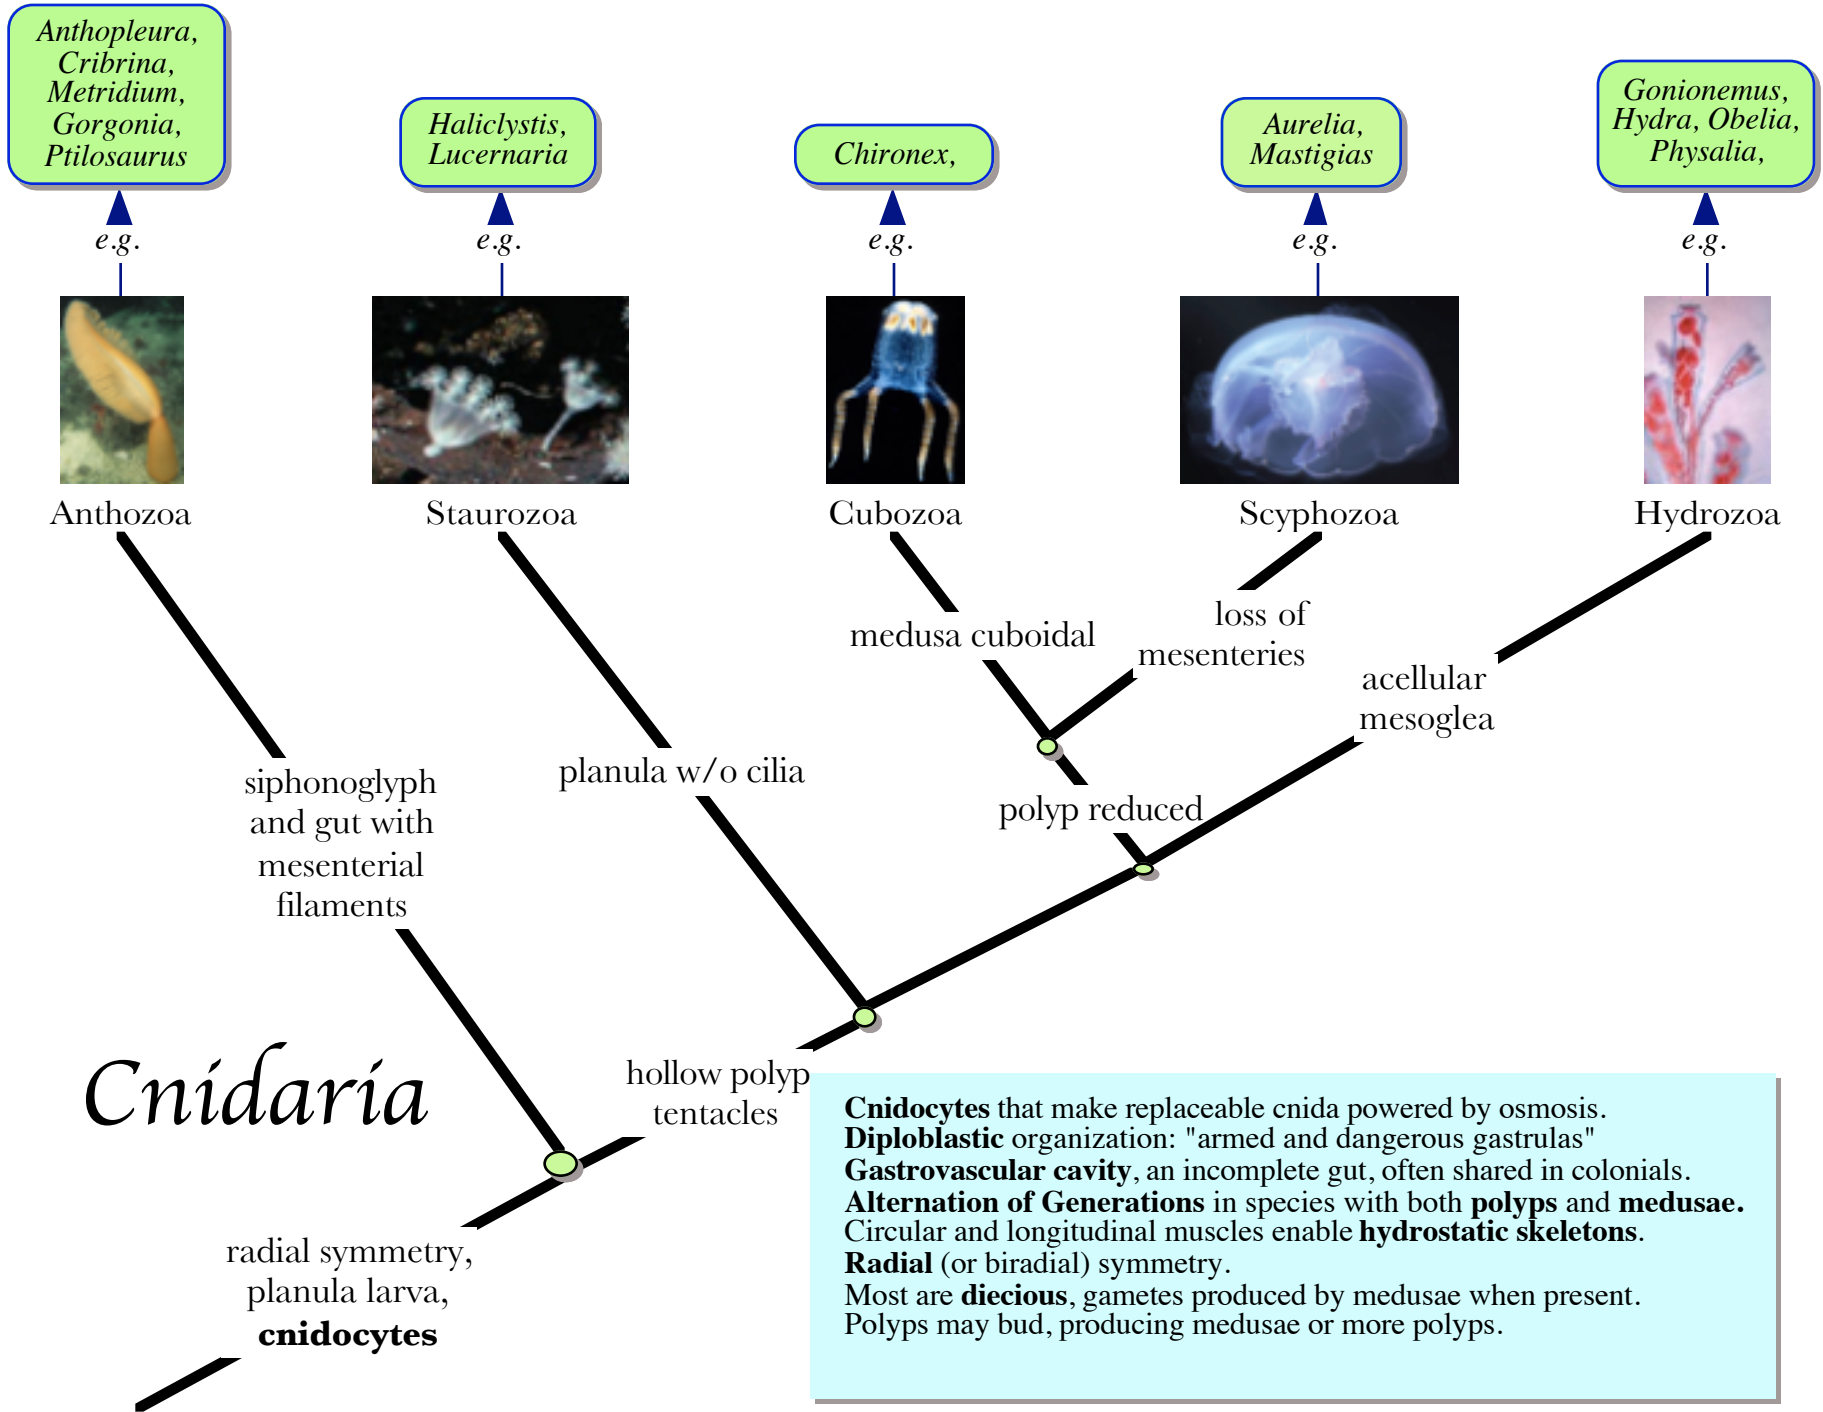 Anthopleura,
Cribrina,
Metridium,
Gorgonia,
Ptilosaurus
Haliclystis,
Lucernaria
Chironex,
Aurelia,
Mastigias
Gonionemus,
Hydra, Obelia,
Physalia,
e.g.
e.g.
e.g.
e.g.
e.g.
Anthozoa
Staurozoa
Cubozoa
Scyphozoa
Hydrozoa
loss of
mesenteries
medusa cuboidal
acellular
mesoglea
siphonoglyph
and gut with
mesenterial
filaments
planula w/o cilia
polyp reduced
Cnidaria
hollow polyp
tentacles
radial symmetry,
planula larva,
cnidocytes
Cnidocytes that make replaceable cnida powered by osmosis.
Diploblastic organization: "armed and dangerous gastrulas"
Gastrovascular cavity, an incomplete gut, often shared in colonials.
Alternation of Generations in species with both polyps and medusae.
Circular and longitudinal muscles enable hydrostatic skeletons.
Radial (or biradial) symmetry.
Most are diecious, gametes produced by medusae when present.
Polyps may bud, producing medusae or more polyps.